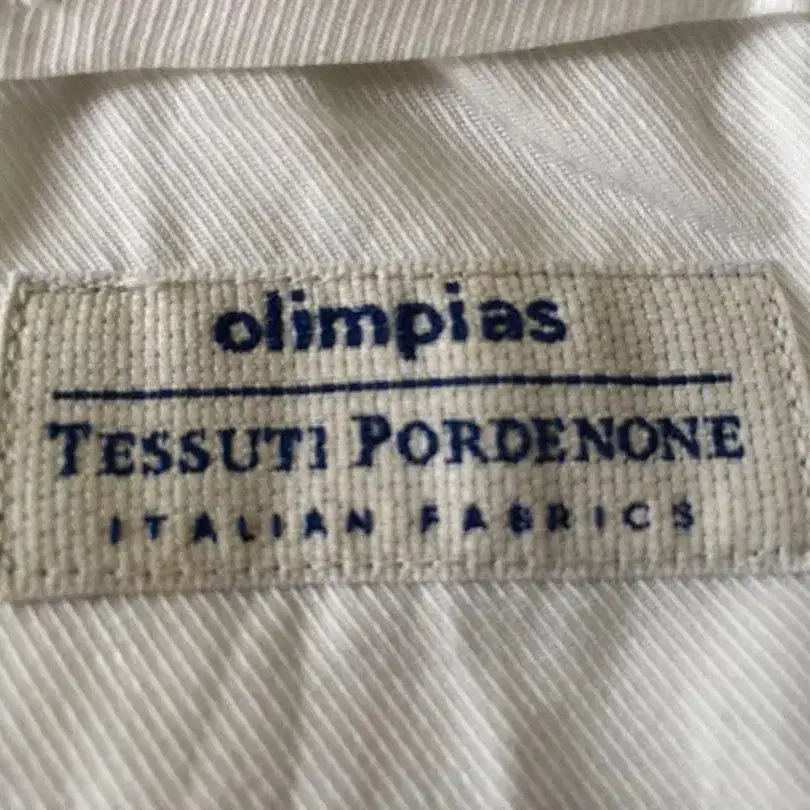 olimpias
TESSUTI PORDENONE
ITALIAN FABRICS